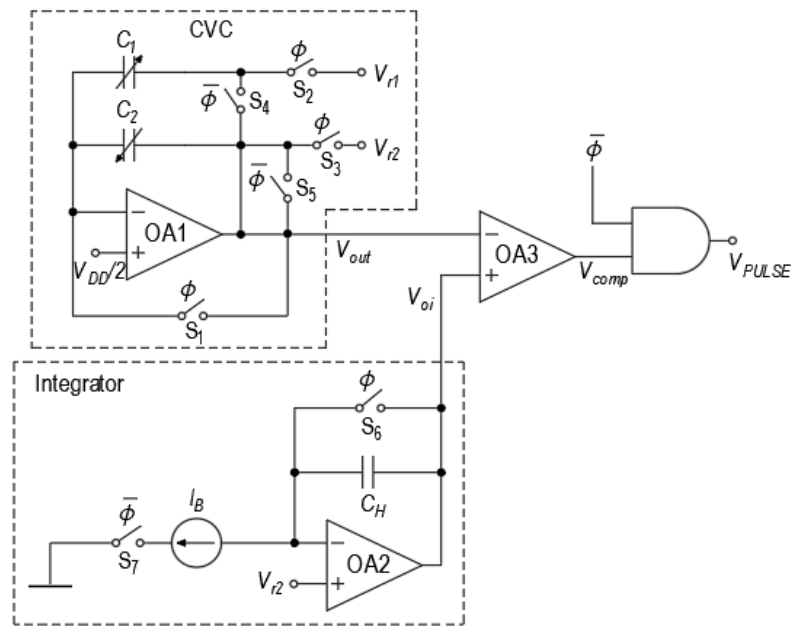 CVC
C1
ϕ
S2
Vr1
ϕ̅
S4
C2
ϕ
S3
Vr2
ϕ̅
S5
−
OA1
+
VDD/2
Vout
ϕ
S1
−
OA3
+
Vcomp
Voi
ϕ̅
VPULSE
Integrator
ϕ
S6
CH
ϕ̅
S7
IB
−
OA2
Vr2
+